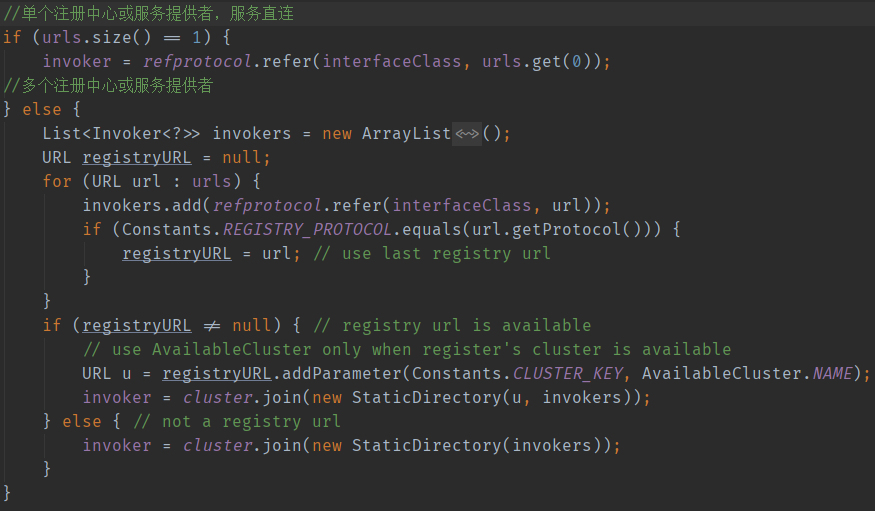 //单个注册中心或服务提供者，服务直连
if (urls.size() == 1) {
    invoker = refprotocol.refer(interfaceClass, urls.get(0));
//多个注册中心或服务提供者
} else {
    List<Invoker<?>> invokers = new ArrayList<~>();
    URL registryURL = null;
    for (URL url : urls) {
        invokers.add(refprotocol.refer(interfaceClass, url));
        if (Constants.REGISTRY_PROTOCOL.equals(url.getProtocol())) {
            registryURL = url; // use last registry url
        }
    }
    if (registryURL != null) { // registry url is available
        // use AvailableCluster only when register's cluster is available
        URL u = registryURL.addParameter(Constants.CLUSTER_KEY, AvailableCluster.NAME);
        invoker = cluster.join(new StaticDirectory(u, invokers));
    } else { // not a registry url
        invoker = cluster.join(new StaticDirectory(invokers));
    }
}